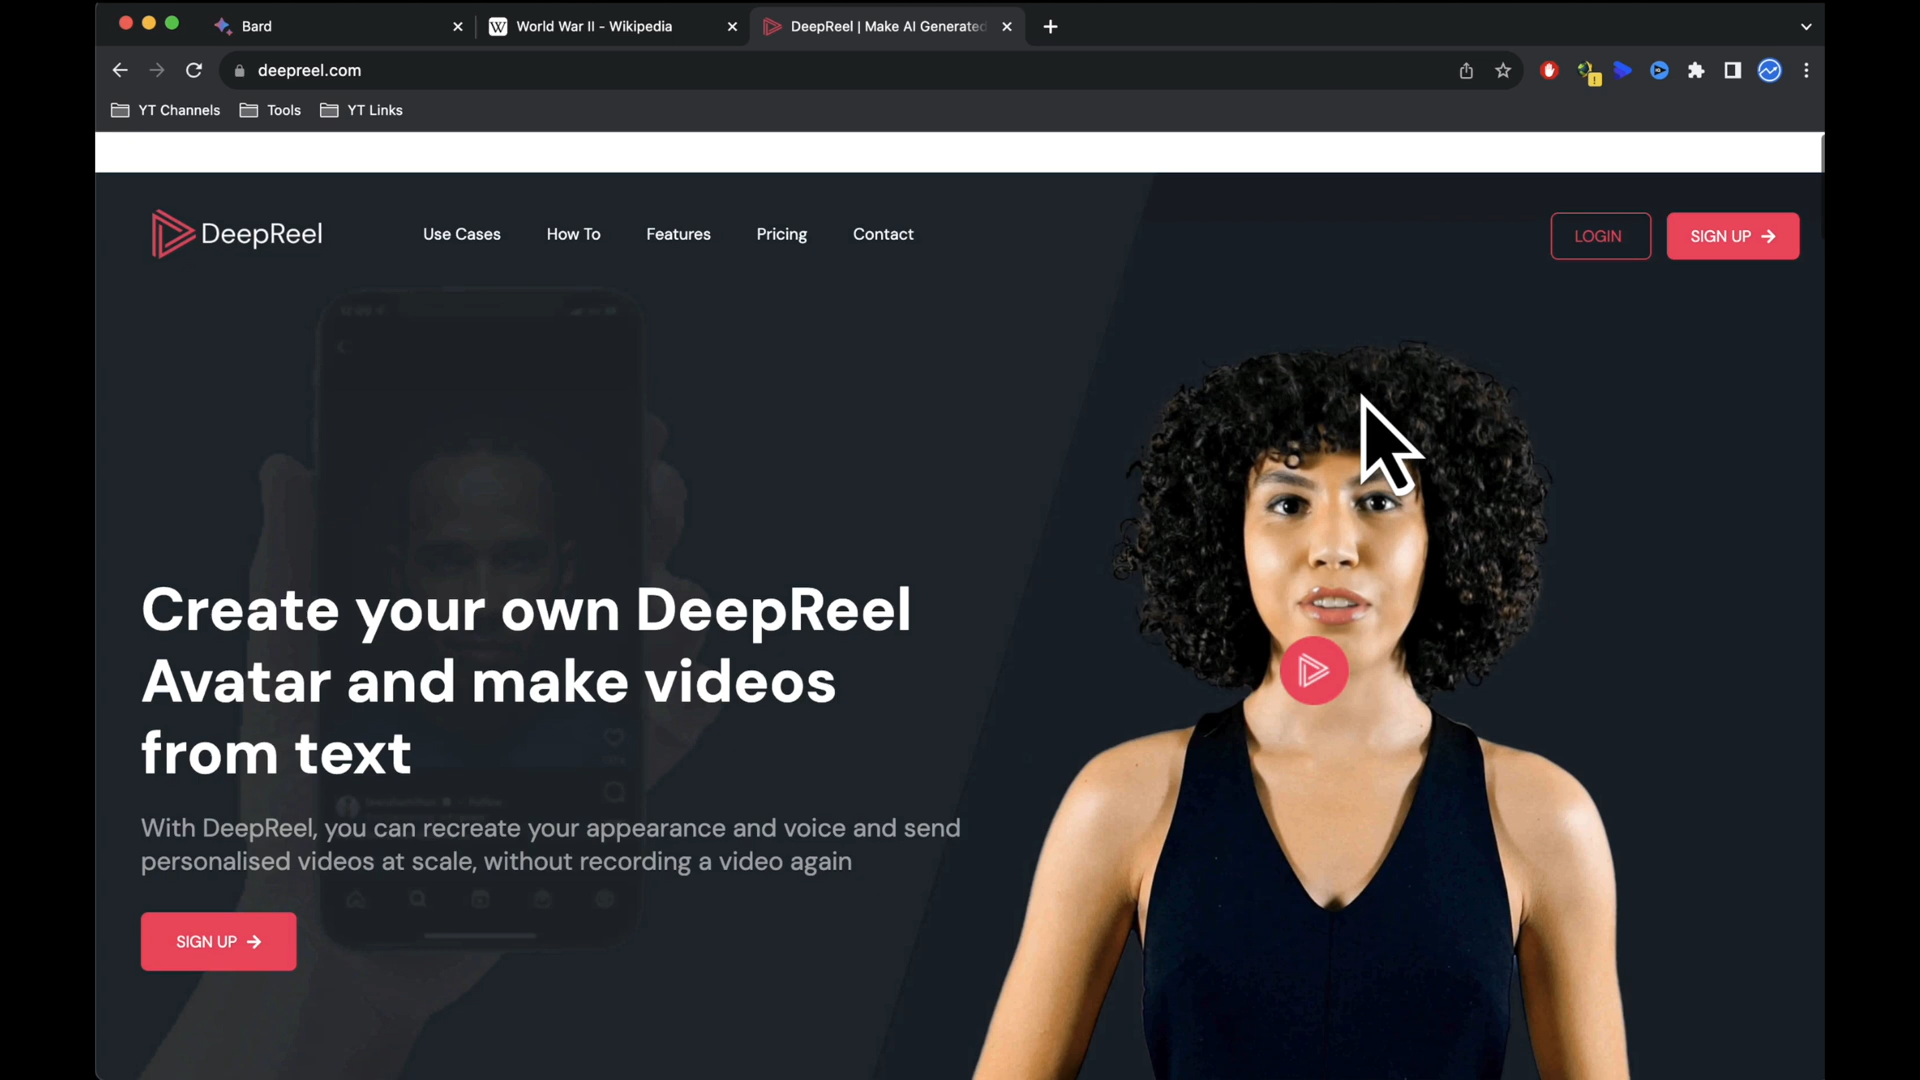 Bard
World War II - Wikipedia
DeepReel | Make AI Generated
deepreel.com
YT Channels
Tools
YT Links
DeepReel
Use Cases
How To
Features
Pricing
Contact
LOGIN
SIGN UP
Create your own DeepReel
Avatar and make videos
from text
With DeepReel, you can recreate your appearance and voice and send
personalised videos at scale, without recording a video again
SIGN UP